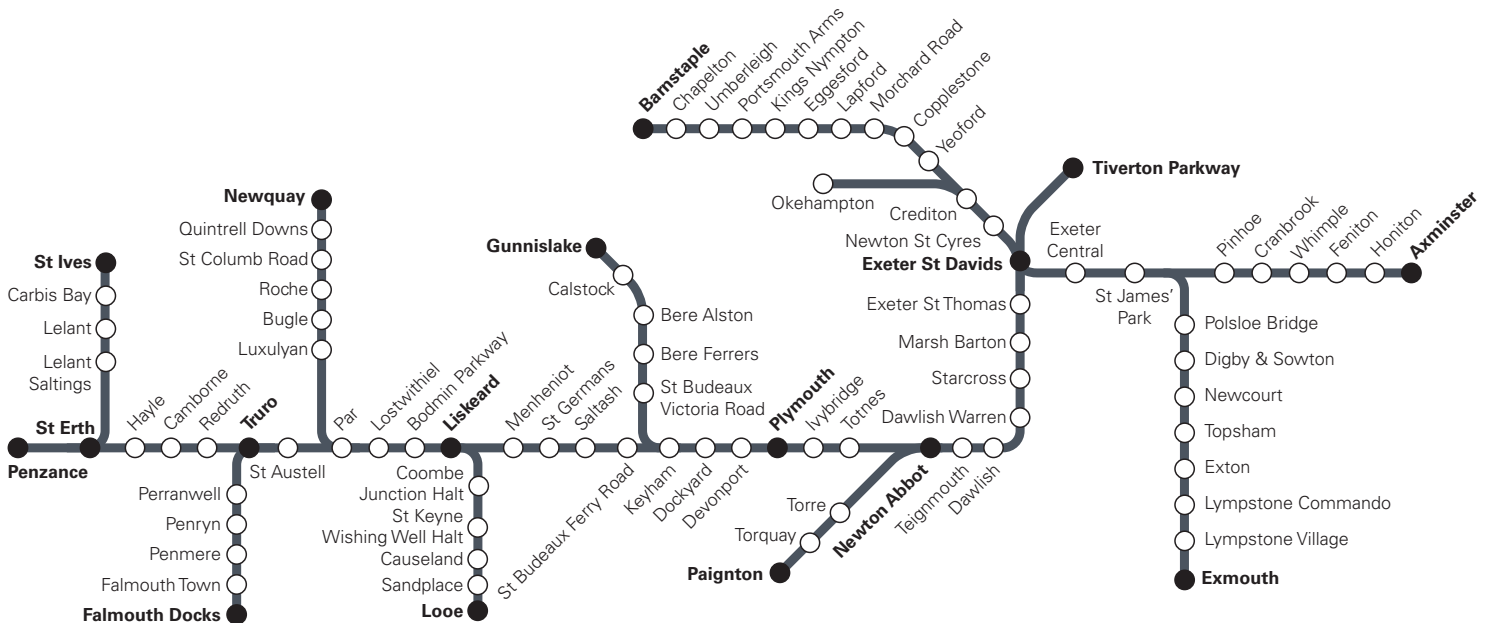 Barnstaple
Chapelton
Umberleigh
Portsmouth Arms
Kings Nympton
Eggesford
Lapford
Morchard Road
Copplestone
Yeoford
Okehampton
Crediton
Newton St Cyres
Exeter St Davids
Tiverton Parkway
Exeter
Central
St James'
Park
Pinhoe
Cranbrook
Whimple
Feniton
Honiton
Axminster
Polsloe Bridge
Digby & Sowton
Newcourt
Topsham
Exton
Lympstone Commando
Lympstone Village
Exmouth
Exeter St Thomas
Marsh Barton
Starcross
Dawlish Warren
Dawlish
Teignmouth
Newton Abbot
Torre
Torquay
Paignton
Totnes
Ivybridge
Plymouth
Devonport
Dockyard
Keyham
St Budeaux Ferry Road
Gunnislake
Calstock
Bere Alston
Bere Ferrers
St Budeaux
Victoria Road
Saltash
St Germans
Menheniot
Liskeard
Coombe
Junction Halt
St Keyne
Wishing Well Halt
Causeland
Sandplace
Looe
Bodmin Parkway
Lostwithiel
Par
Newquay
Quintrell Downs
St Columb Road
Roche
Bugle
Luxulyan
St Austell
Truro
Perranwell
Penryn
Penmere
Falmouth Town
Falmouth Docks
Redruth
Camborne
Hayle
St Ives
Carbis Bay
Lelant
Lelant
Saltings
St Erth
Penzance